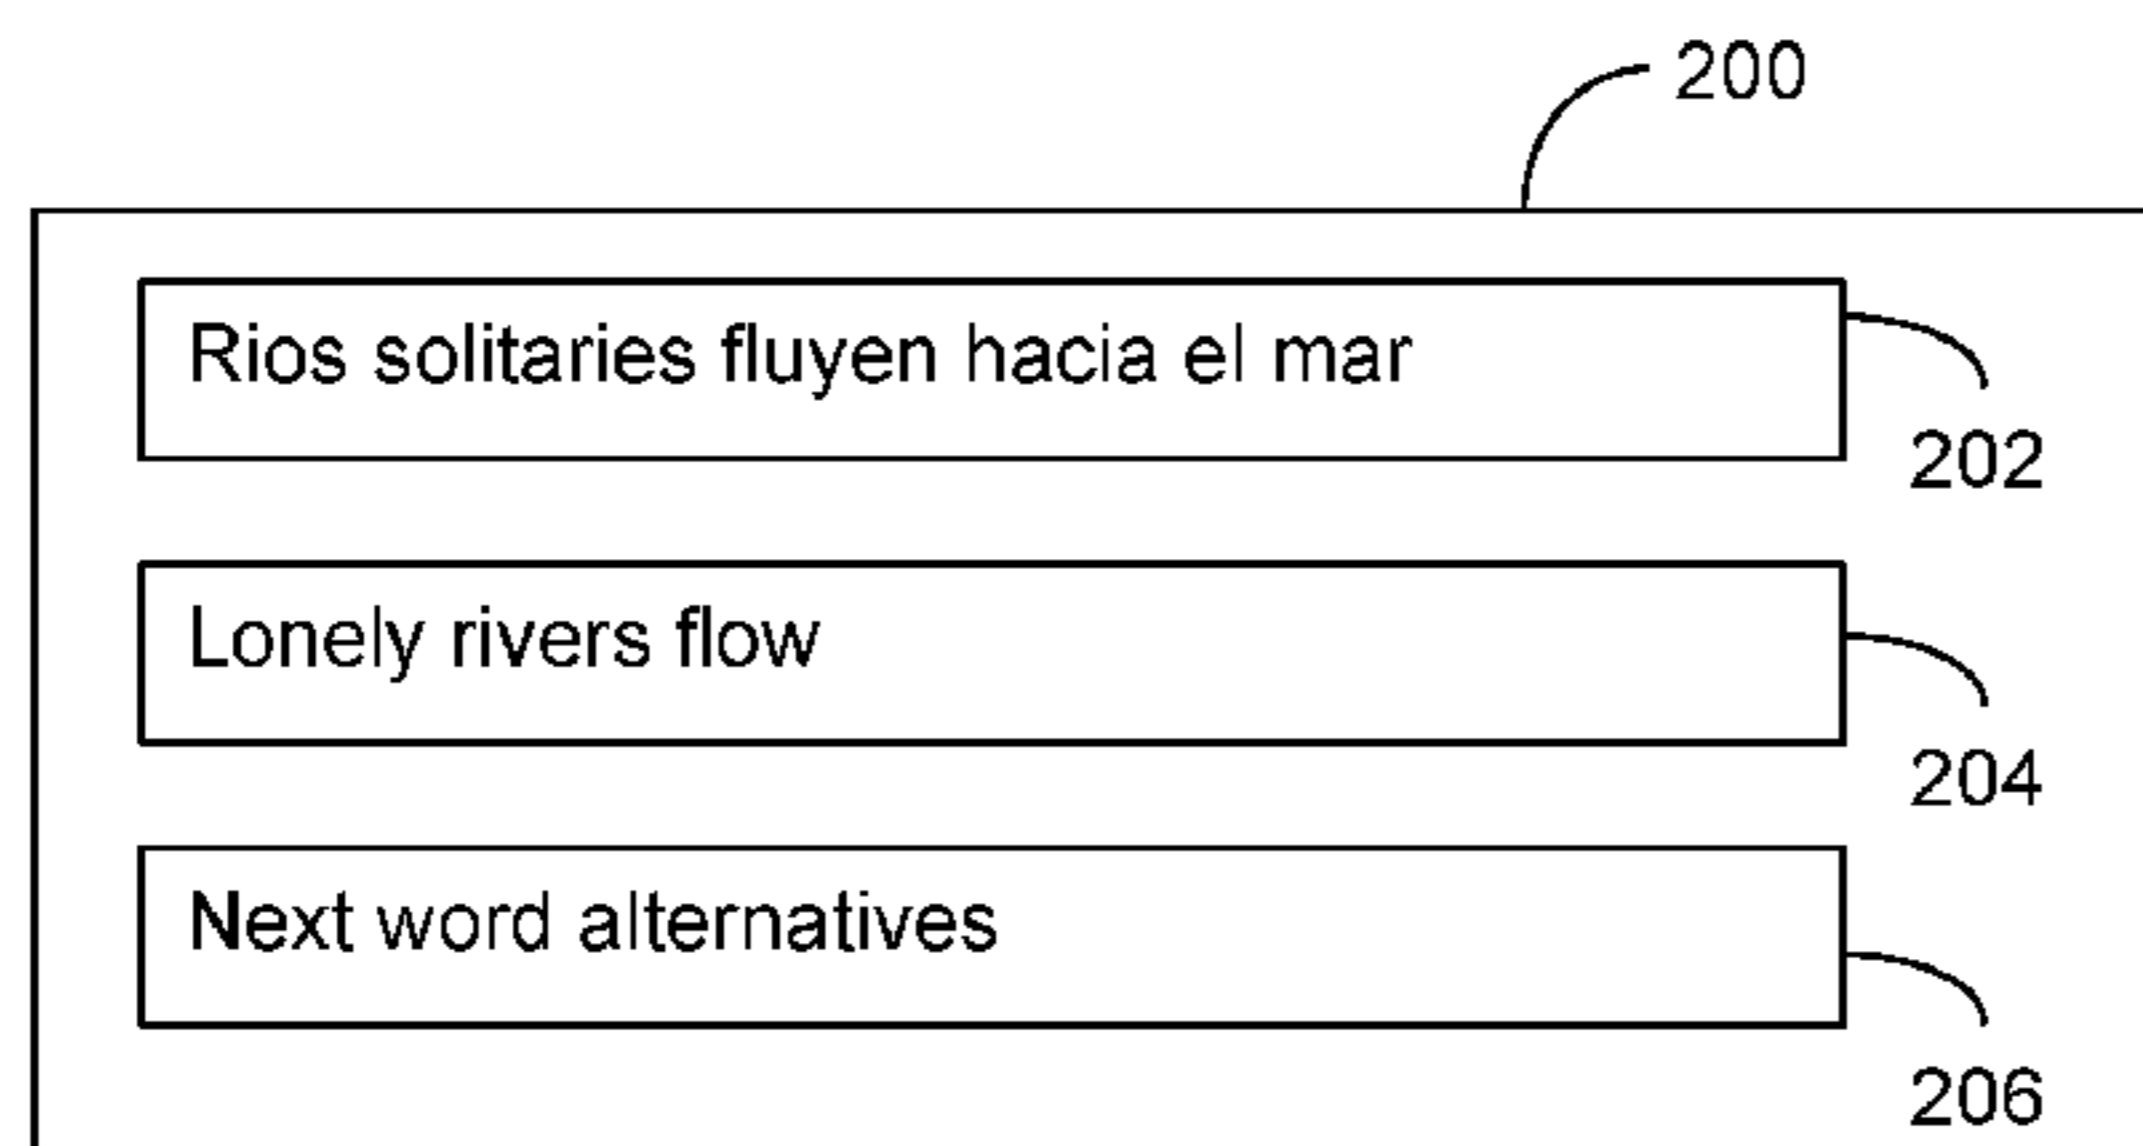 200
Rios solitaries fluyen hacia el mar
202
Lonely rivers flow
204
Next word alternatives
206